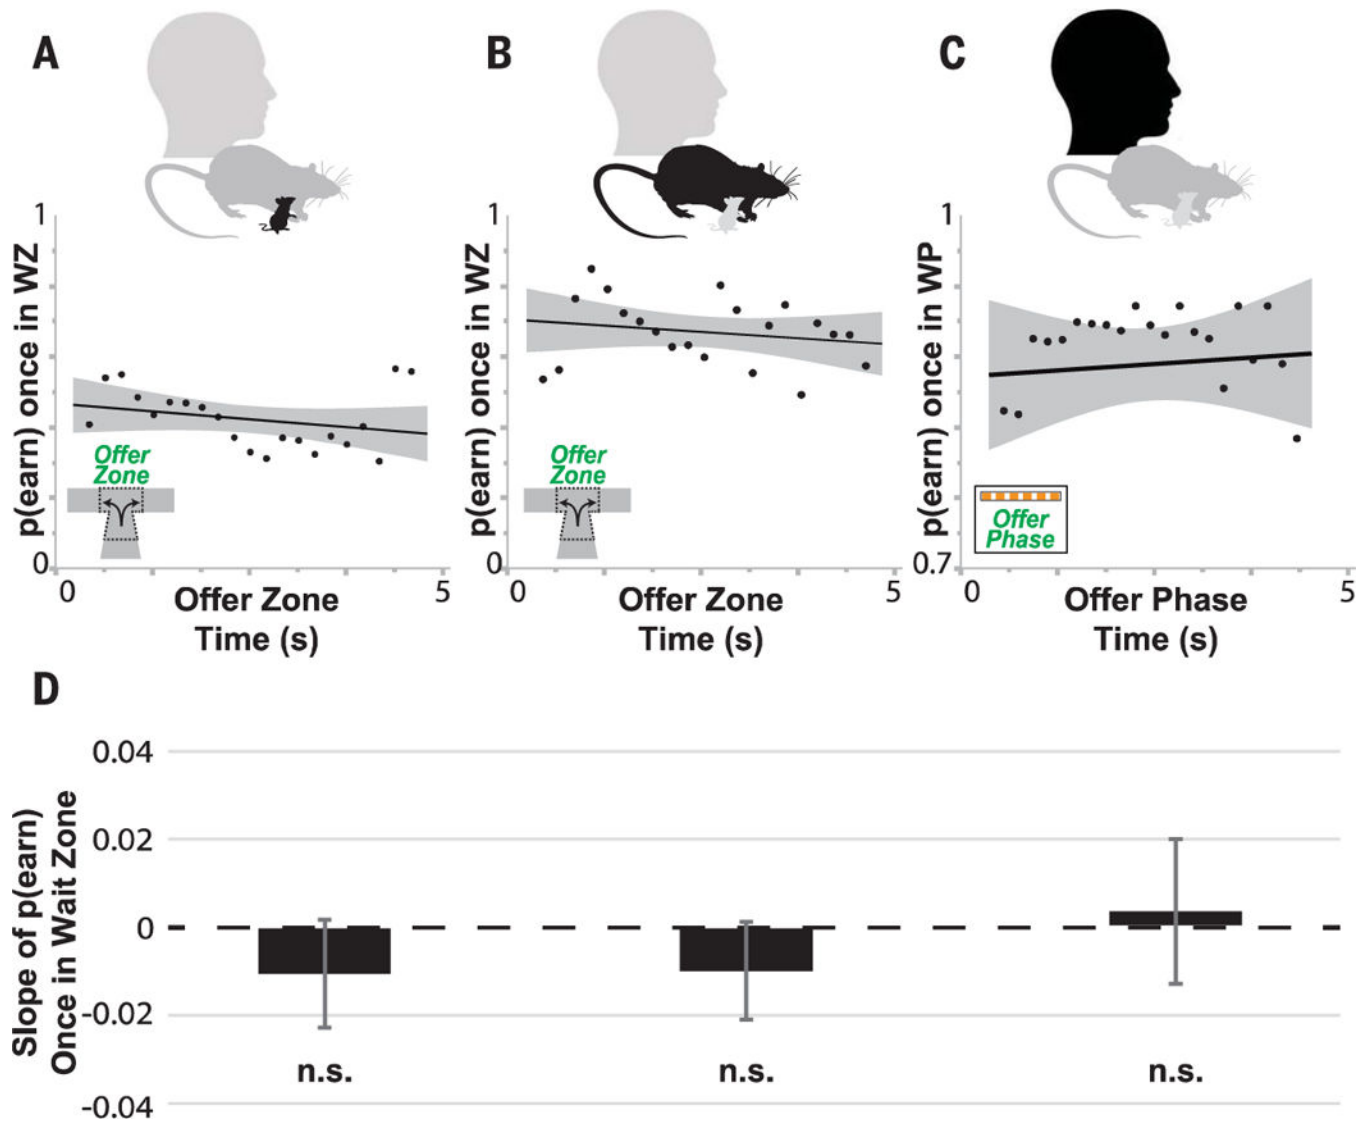 A
B
C
1
p(earn) once in WZ
0
Offer
Zone
0
Offer Zone
Time (s)
5
1
p(earn) once in WZ
0
Offer
Zone
0
Offer Zone
Time (s)
5
1
p(earn) once in WP
0.7
Offer
Phase
0
Offer Phase
Time (s)
5
D
Slope of p(earn)
Once in Wait Zone
0.04
0.02
0
-0.02
-0.04
n.s.
n.s.
n.s.